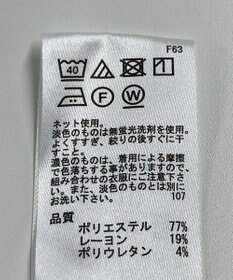 F63
40
F W
ネット使用。
淡色のものは無蛍光洗剤を使用。
よくすすぎ、絞りの後すぐに干
すこと。
濃色のものは、着用による摩擦
で色落ちする事がありますので、
組み合わせの衣服にご注意下さ
い。また、淡色のものとは別に
お洗い下さい。 107
品質
ポリエステル 77%
レーヨン 19%
ポリウレタン 4%